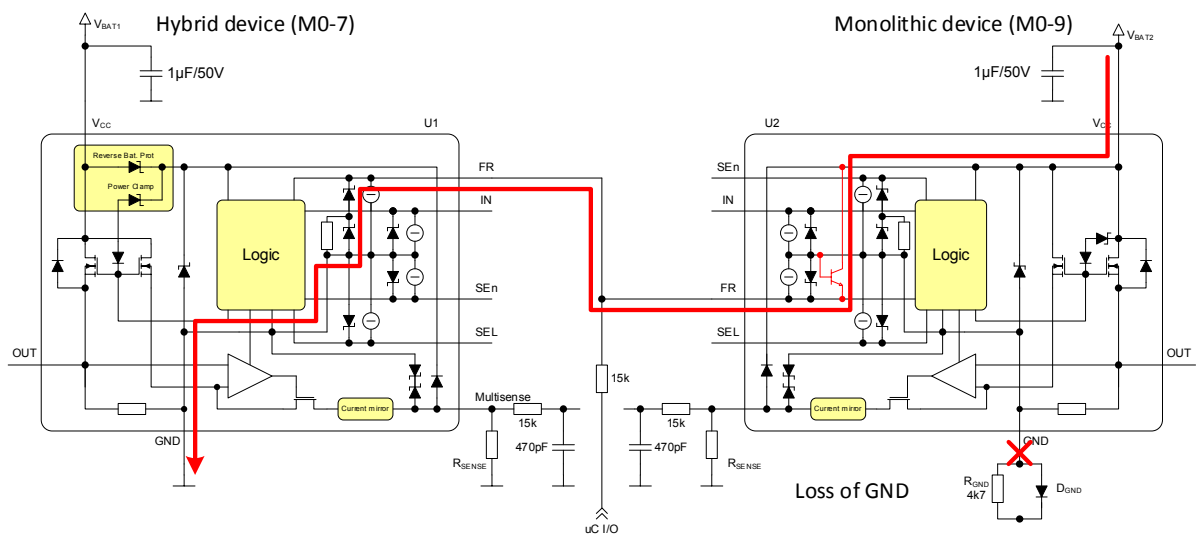 Hybrid device (M0-7)
Monolithic device (M0-9)
VBAT1
VBAT2
1µF/50V
1µF/50V
VCC
U1
U2
VCC
Reverse Bat. Prot
Power Clamp
FR
SEn
IN
IN
Logic
Logic
SEn
FR
SEL
SEL
OUT
OUT
15k
Current mirror
Multisense
15k
15k
Current mirror
GND
GND
RSENSE
470pF
470pF
RSENSE
Loss of GND
RGND
4k7
DGND
uC I/O